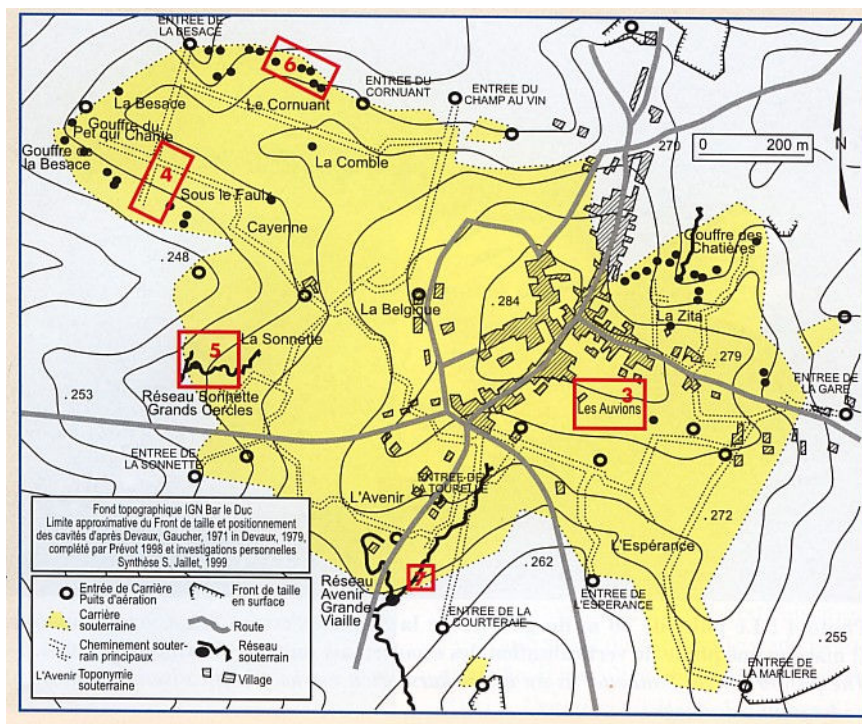 ENTREE DE
LA BESACE
6
ENTREE DU
CORNUANT
ENTREE DU
CHAMP AU VIN
La Besace
Le Cornuant
Gouffre du
Pet qui Chante
Gouffre de
la Besace
La Comble
4
Sous le Faulx
Cayenne
.270
0 200 m
N
Gouffre des
Chatières
.248
La Belgique
.284
La Zita
5
La Sonnette
.279
.253
Réseau Sonnette
Grands Cercles
3
Les Auvions
ENTREE DE
LA GARE
ENTREE DE
LA SONNETTE
L'Avenir
ENTREE DE
LA TOURELLE
.272
L'Espérance
.262
7
Réseau
Avenir
Grande
Viaille
ENTREE DE LA
COURTERAIE
ENTREE DE
L'ESPERANCE
.255
ENTREE DE
LA MARLIERE
Fond topographique IGN Bar le Duc
Limite approximative du Front de taille et positionnement
des cavités d'après Devaux, Gaucher, 1971 in Devaux, 1979,
complété par Prévot 1998 et investigations personnelles
Synthèse S. Jaillet, 1999
Entrée de Carrière
Puits d'aération
Front de taille
en surface
Carrière
souterraine
Route
Cheminement souter-
rain principaux
Réseau
souterrain
L'Avenir Toponymie
souterraine
Village